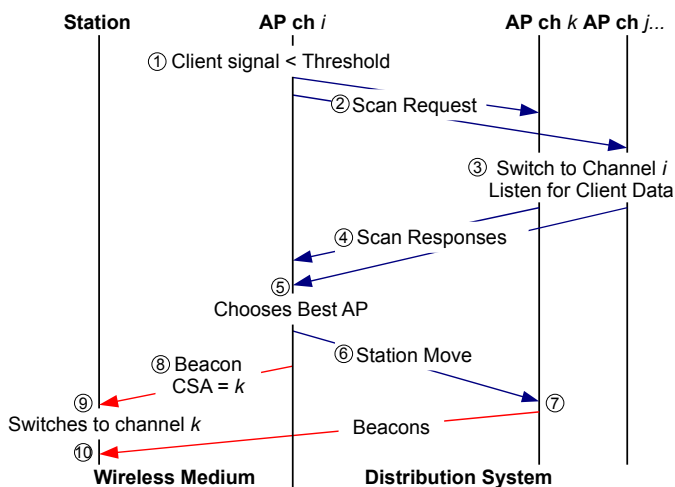 Station AP ch i AP ch k AP ch j...
① Client signal < Threshold
② Scan Request
③ Switch to Channel i
Listen for Client Data
④ Scan Responses
⑤
Chooses Best AP
⑥ Station Move
⑧ Beacon
CSA = k
⑦
⑨
Switches to channel k
Beacons
⑩
Wireless Medium Distribution System